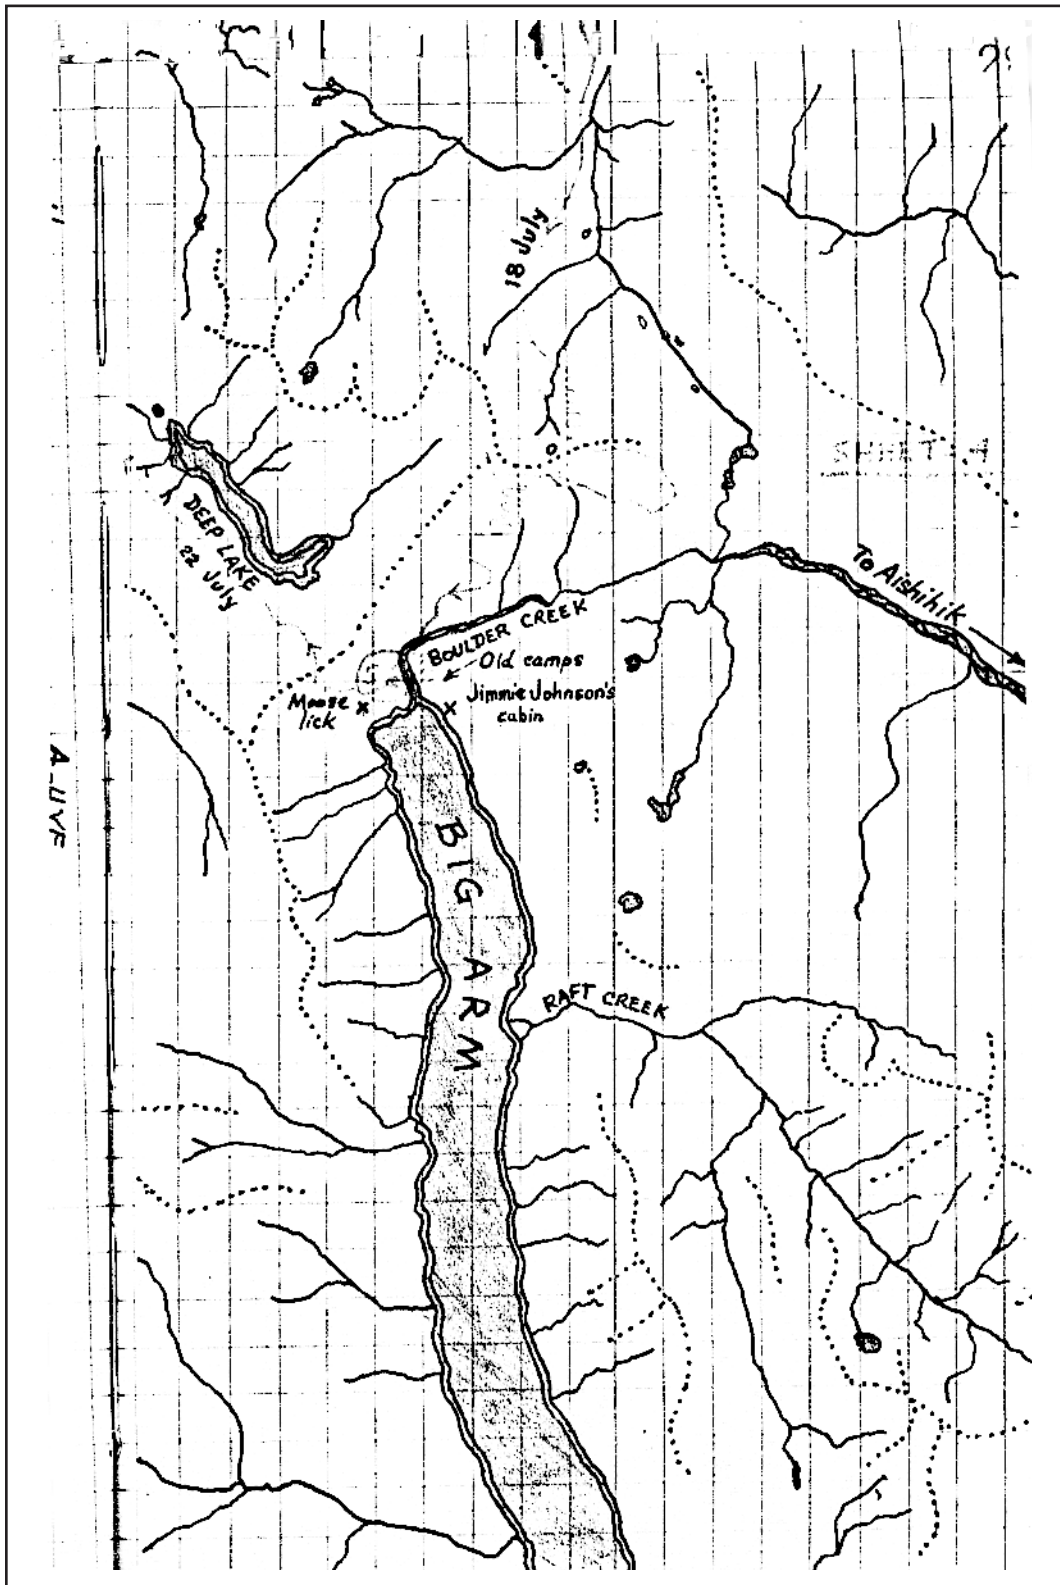 18 July
DEEP LAKE
22 July
To Aishihik
BOULDER CREEK
Old camps
Moose
lick
Jimmie Johnson's
cabin
BIG ARM
RAFT CREEK